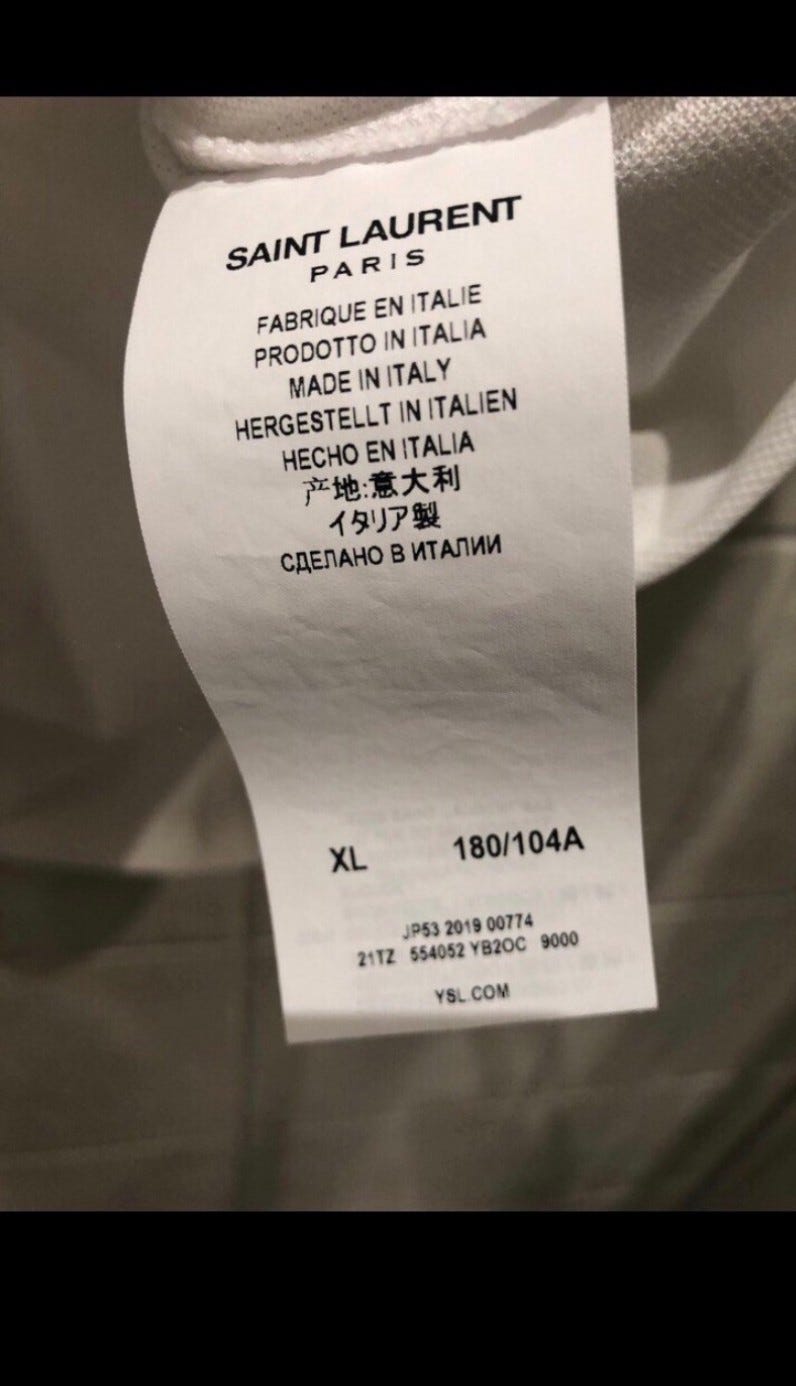 SAINT LAURENT
PARIS
FABRIQUE EN ITALIE
PRODOTTO IN ITALIA
MADE IN ITALY
HERGESTELLT IN ITALIEN
HECHO EN ITALIA
产地:意大利
イタリア製
СДЕЛАНО В ИТАЛИИ
XL 180/104A
JP53 2019 00774
21TZ 554052 YB2OC 9000
YSL.COM